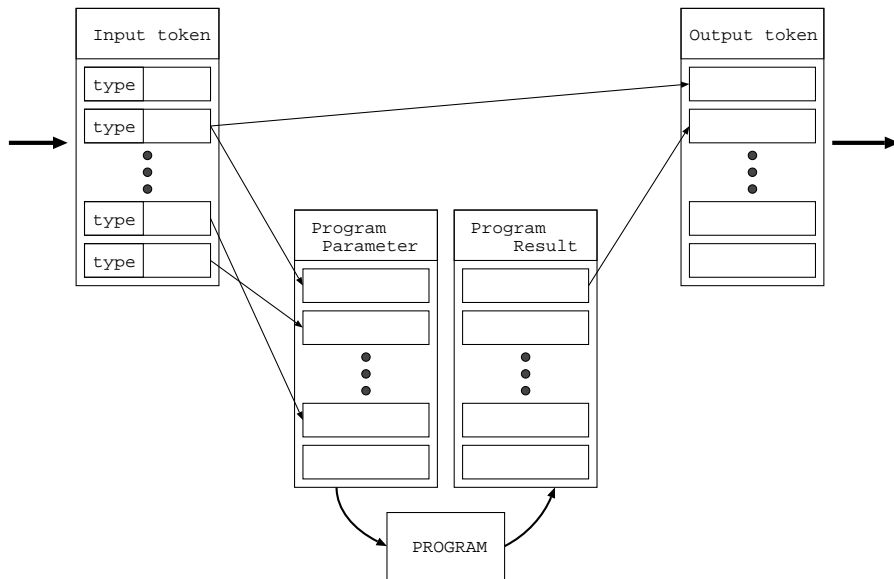 Input token
type
type
type
type
Program
Parameter
Program
Result
Output token
PROGRAM